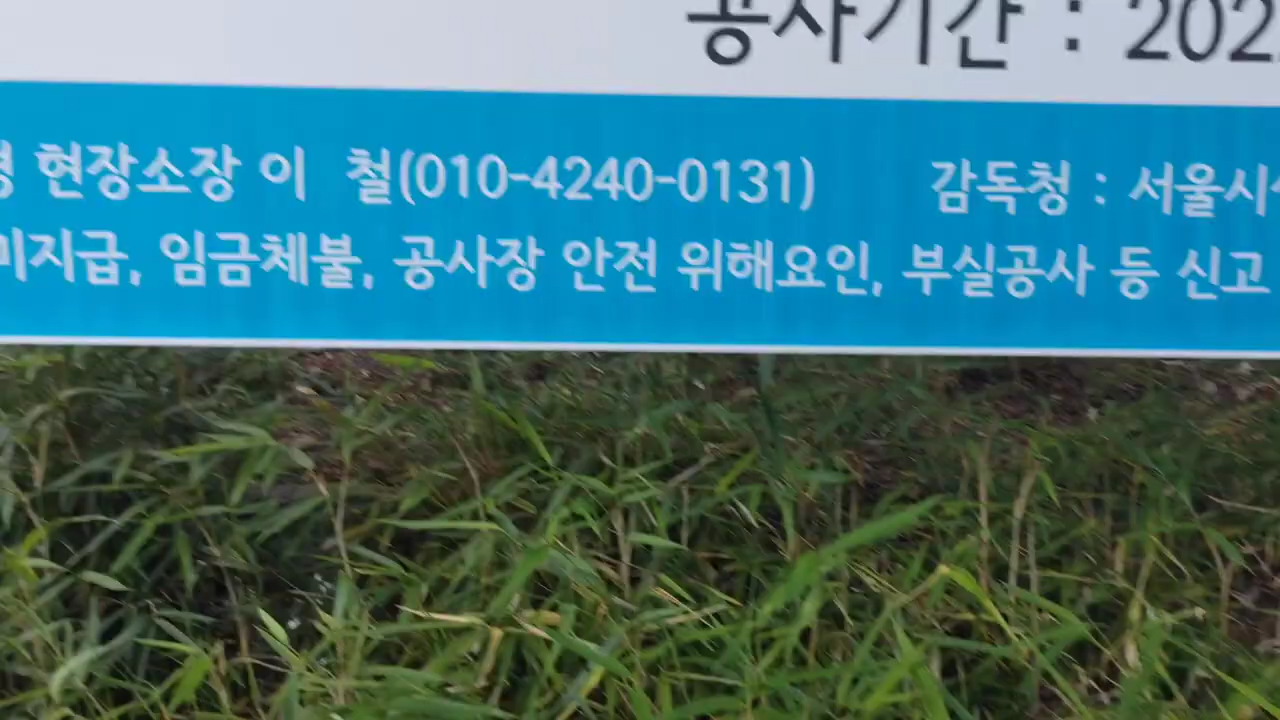 공사기간 : 202
현장소장 이 철(010-4240-0131) 감독청 : 서울시
미지급, 임금체불, 공사장 안전 위해요인, 부실공사 등 신고